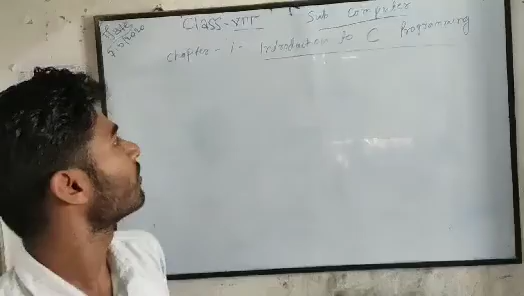 Class - VIII Sub Computer
chapter - 1 - Introduction to C Programming